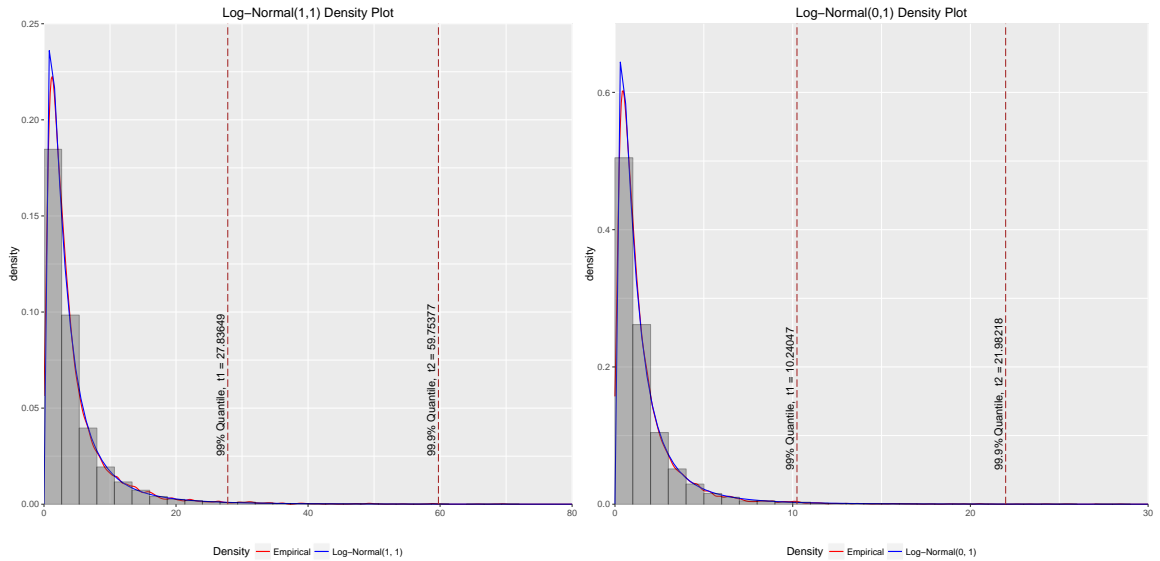 Log−Normal(1,1) Density Plot
0.25
0.20
0.15
0.10
0.05
0.00
density
99% Quantile, t1 = 27.83649
99.9% Quantile, t2 = 59.75377
0
20
40
60
80
Density Empirical Log−Normal(1, 1)
Log−Normal(0,1) Density Plot
0.6
0.4
0.2
0.0
density
99% Quantile, t1 = 10.24047
99.9% Quantile, t2 = 21.98218
0
10
20
30
Density Empirical Log−Normal(0, 1)